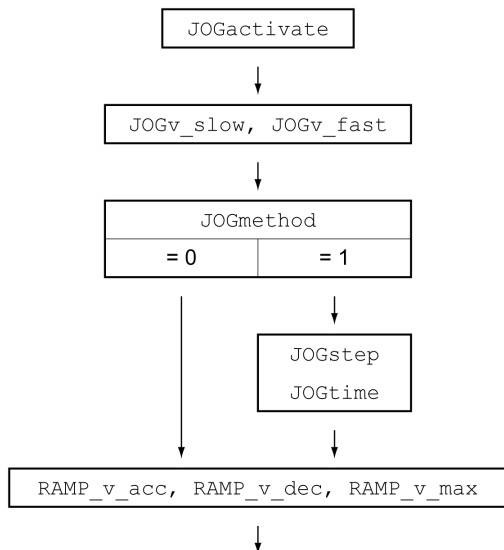 JOGactivate
JOGv_slow, JOGv_fast
JOGmethod
= 0
= 1
JOGstep
JOGtime
RAMP_v_acc, RAMP_v_dec, RAMP_v_max